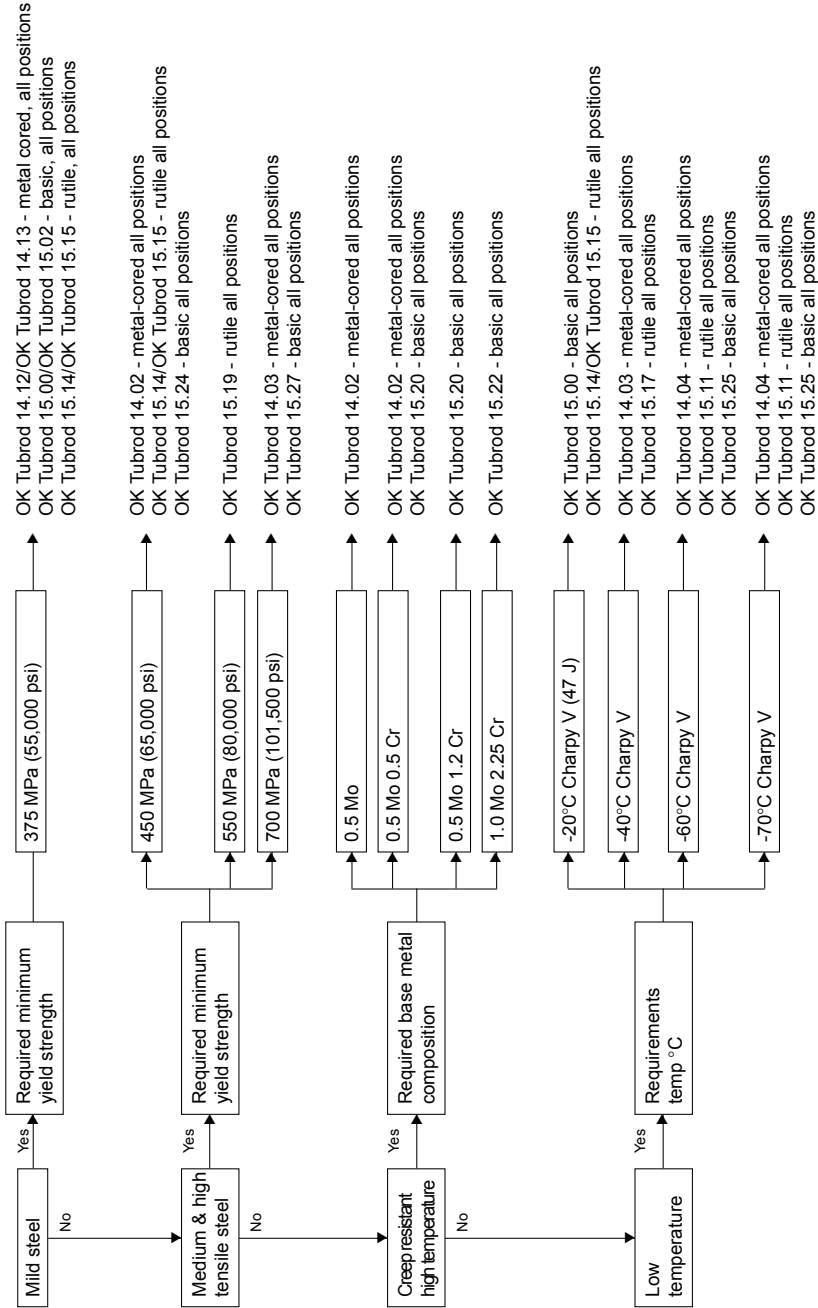 Mild steel
Yes
Required minimum
yield strength
375 MPa (55,000 psi)
OK Tubrod 14.12/OK Tubrod 14.13 - metal cored, all positions
OK Tubrod 15.00/OK Tubrod 15.02 - basic, all positions
OK Tubrod 15.14/OK Tubrod 15.15 - rutile, all positions
No
Medium & high
tensile steel
Yes
Required minimum
yield strength
450 MPa (65,000 psi)
OK Tubrod 14.02 - metal-cored all positions
OK Tubrod 15.14/OK Tubrod 15.15 - rutile all positions
OK Tubrod 15.24 - basic all positions
550 MPa (80,000 psi)
OK Tubrod 15.19 - rutile all positions
700 MPa (101,500 psi)
OK Tubrod 14.03 - metal-cored all positions
OK Tubrod 15.27 - basic all positions
No
Creep resistant
high temperature
Yes
Required base metal
composition
0.5 Mo
OK Tubrod 14.02 - metal-cored all positions
0.5 Mo 0.5 Cr
OK Tubrod 14.02 - metal-cored all positions
OK Tubrod 15.20 - basic all positions
0.5 Mo 1.2 Cr
OK Tubrod 15.20 - basic all positions
1.0 Mo 2.25 Cr
OK Tubrod 15.22 - basic all positions
No
Low
temperature
Yes
Requirements
temp °C
-20°C Charpy V (47 J)
OK Tubrod 15.00 - basic all positions
OK Tubrod 15.14/OK Tubrod 15.15 - rutile all positions
-40°C Charpy V
OK Tubrod 14.03 - metal-cored all positions
OK Tubrod 15.17 - rutile all positions
-60°C Charpy V
OK Tubrod 14.04 - metal-cored all positions
OK Tubrod 15.11 - rutile all positions
OK Tubrod 15.25 - basic all positions
-70°C Charpy V
OK Tubrod 14.04 - metal-cored all positions
OK Tubrod 15.11 - rutile all positions
OK Tubrod 15.25 - basic all positions